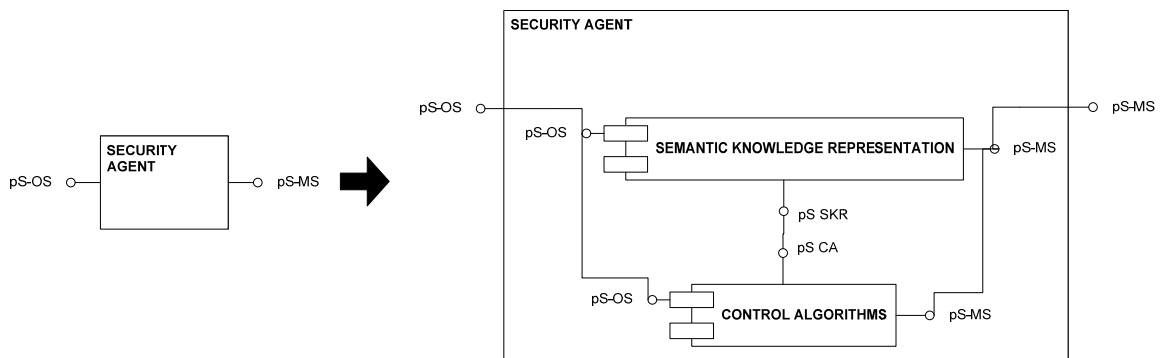 SECURITY AGENT
pS-OS
pS-MS
pS-OS
SEMANTIC KNOWLEDGE REPRESENTATION
pS-MS
SECURITY
AGENT
pS-OS
pS-MS
pS SKR
pS CA
pS-OS
CONTROL ALGORITHMS
pS-MS